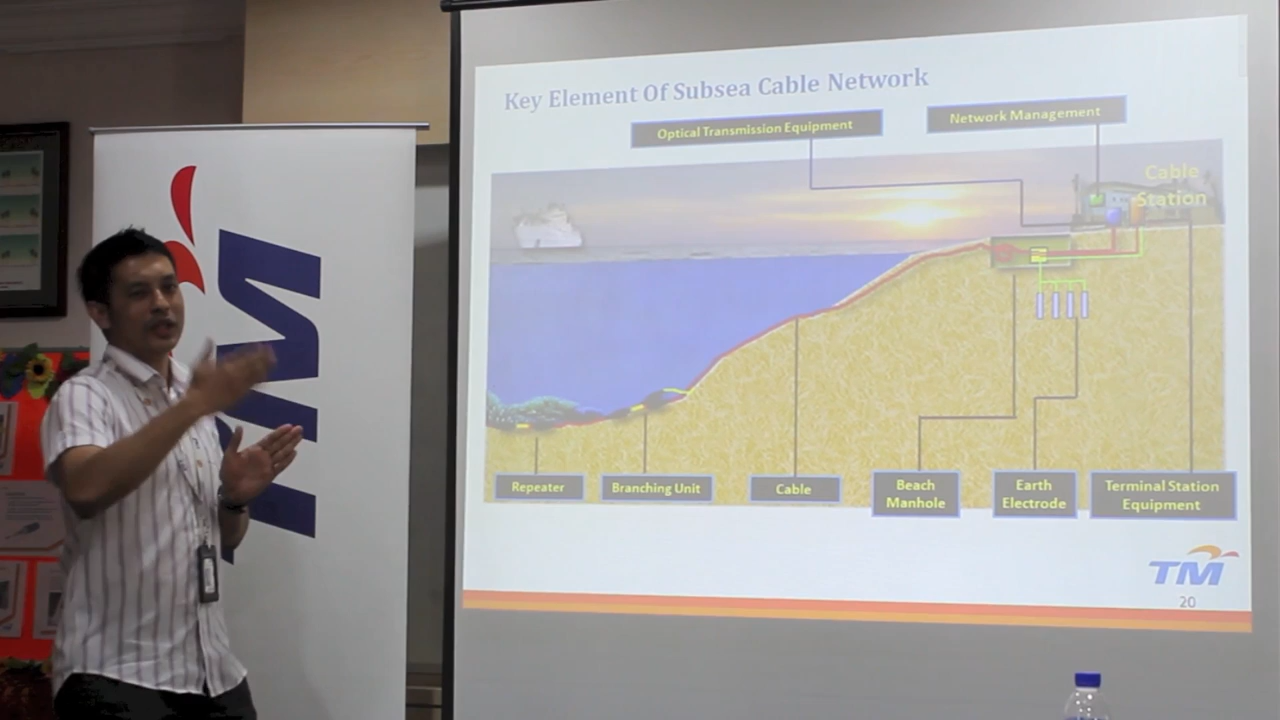 Key Element Of Subsea Cable Network
Optical Transmission Equipment
Network Management
Cable
Station
Repeater
Branching Unit
Cable
Beach
Manhole
Earth
Electrode
Terminal Station
Equipment
TM
20
TM